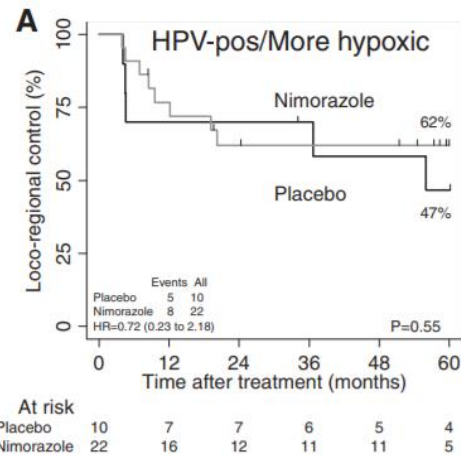 A
HPV-pos/More hypoxic
Loco-regional control (%)
100
75
50
25
0
Nimorazole
62%
Placebo
47%
Events All
Placebo 5 10
Nimorazole 8 22
HR=0.72 (0.23 to 2.18)
P=0.55
0 12 24 36 48 60
Time after treatment (months)
At risk
Placebo 10 7 7 6 5 4
Nimorazole 22 16 12 11 11 5